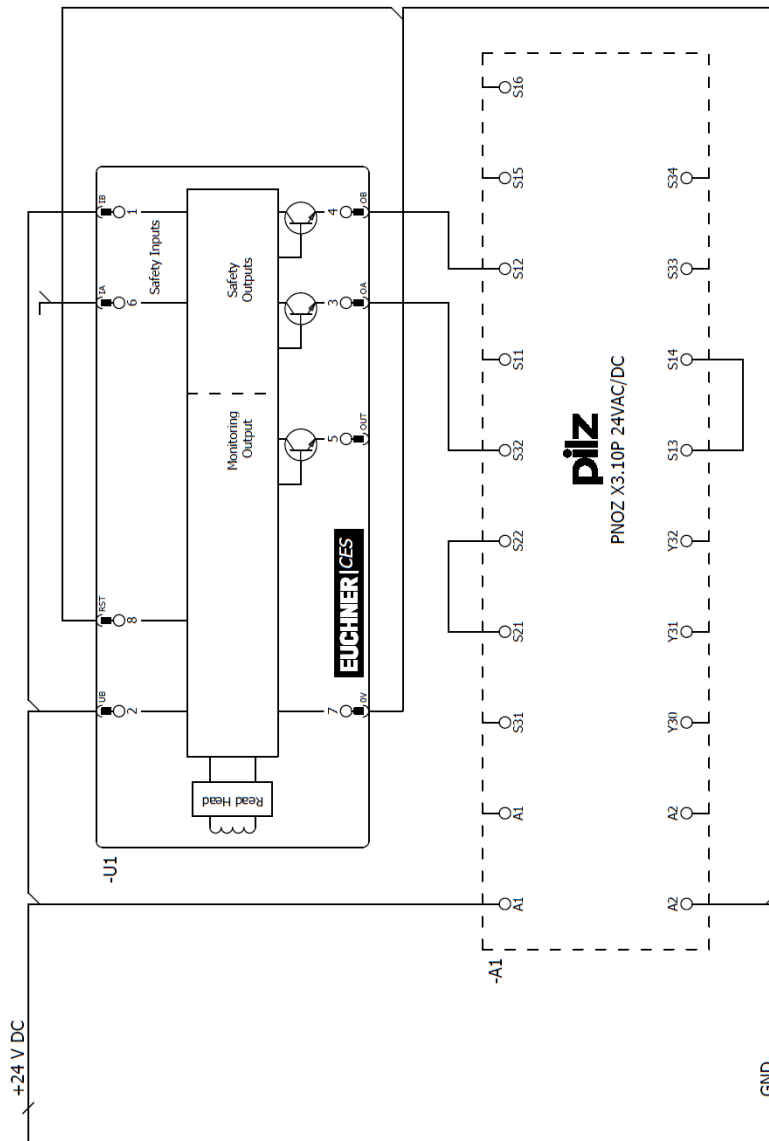 +24 V DC
GND
-U1
Read Head
UB
2
RST
8
IA
6
IB
1
Safety Inputs
Monitoring
Output
Safety
Outputs
7
0V
5
OUT
3
OA
4
OB
EUCHNER|CES
-A1
A1
A1
S31
S21
S22
S32
S11
S12
S15
S16
pilz
PNOZ X3.10P 24VAC/DC
A2
A2
Y30
Y31
Y32
S13
S14
S33
S34